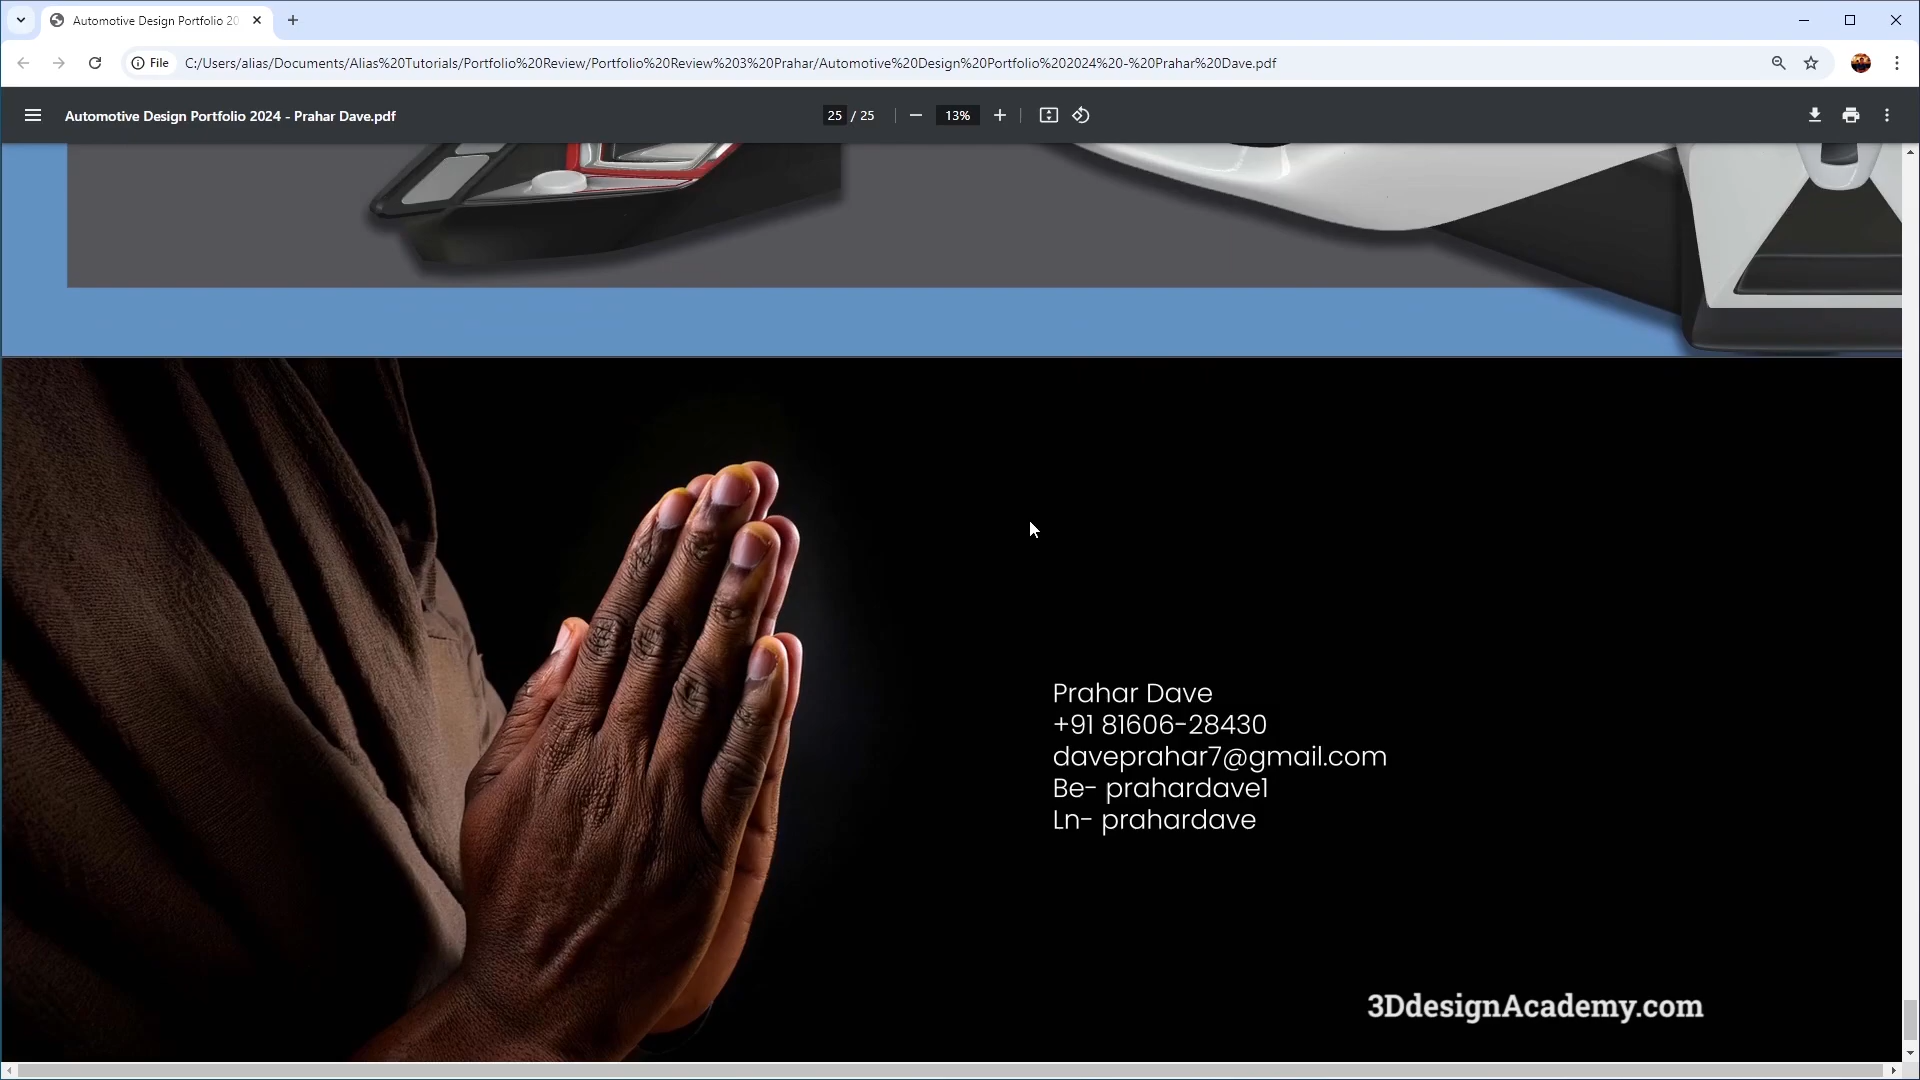 Automotive Design Portfolio 20
File
C:/Users/alias/Documents/Alias%20Tutorials/Portfolio%20Review/Portfolio%20Review%203%20Prahar/Automotive%20Design%20Portfolio%202024%20-%20Prahar%20Dave.pdf
Automotive Design Portfolio 2024 - Prahar Dave.pdf
25 / 25
13%
Prahar Dave
+91 81606-28430
daveprahar7@gmail.com
Be- prahardave1
Ln- prahardave
3DdesignAcademy.com